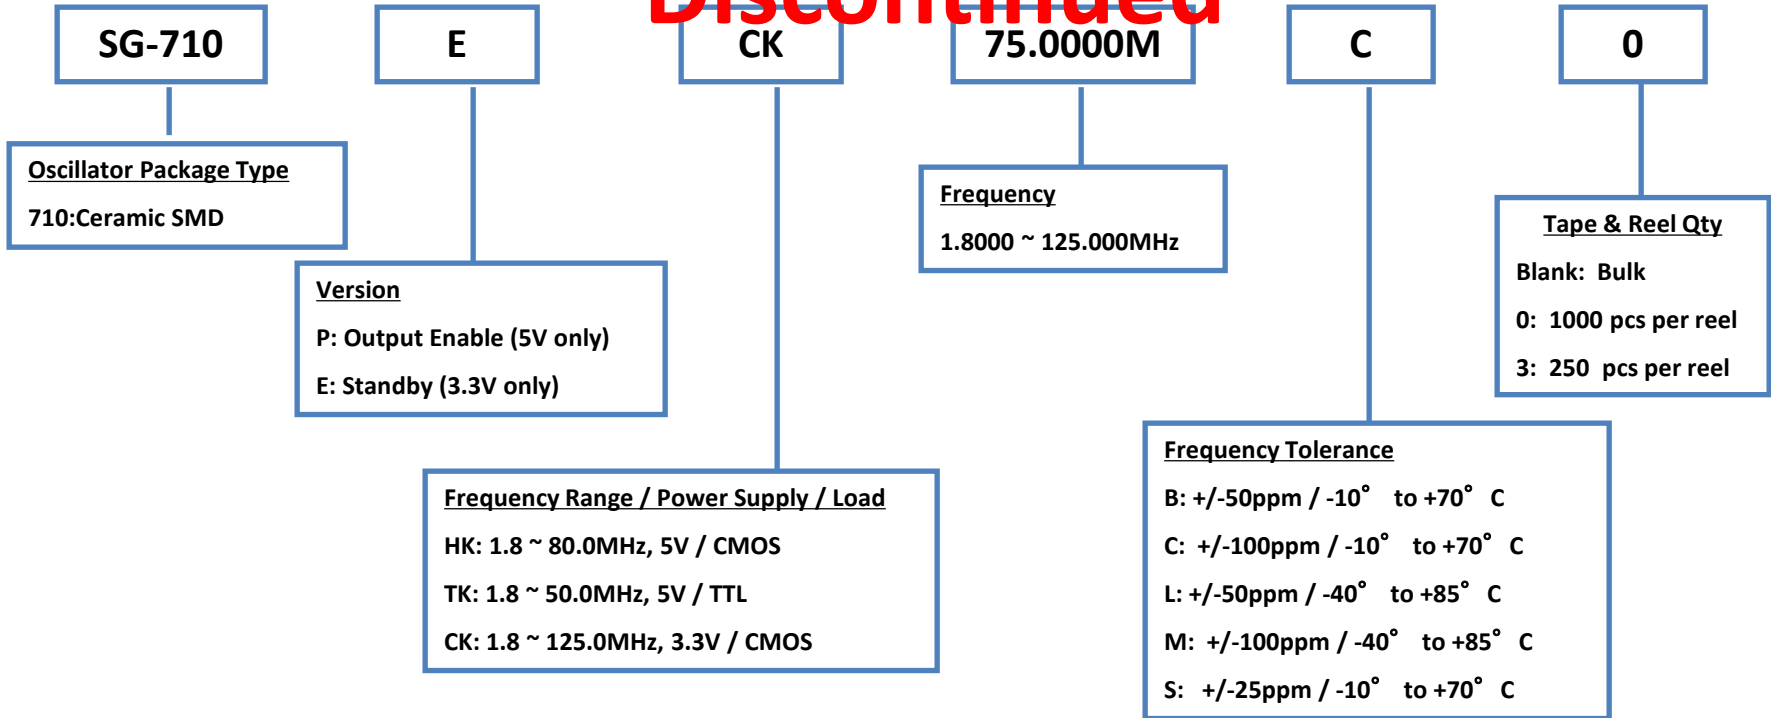 Discontinued
SG-710 E CK 75.0000M C 0
Oscillator Package Type
710:Ceramic SMD
Version
P: Output Enable (5V only)
E: Standby (3.3V only)
Frequency Range / Power Supply / Load
HK: 1.8 ~ 80.0MHz, 5V / CMOS
TK: 1.8 ~ 50.0MHz, 5V / TTL
CK: 1.8 ~ 125.0MHz, 3.3V / CMOS
Frequency
1.8000 ~ 125.000MHz
Frequency Tolerance
B: +/-50ppm / -10° to +70° C
C: +/-100ppm / -10° to +70° C
L: +/-50ppm / -40° to +85° C
M: +/-100ppm / -40° to +85° C
S: +/-25ppm / -10° to +70° C
Tape & Reel Qty
Blank: Bulk
0: 1000 pcs per reel
3: 250 pcs per reel